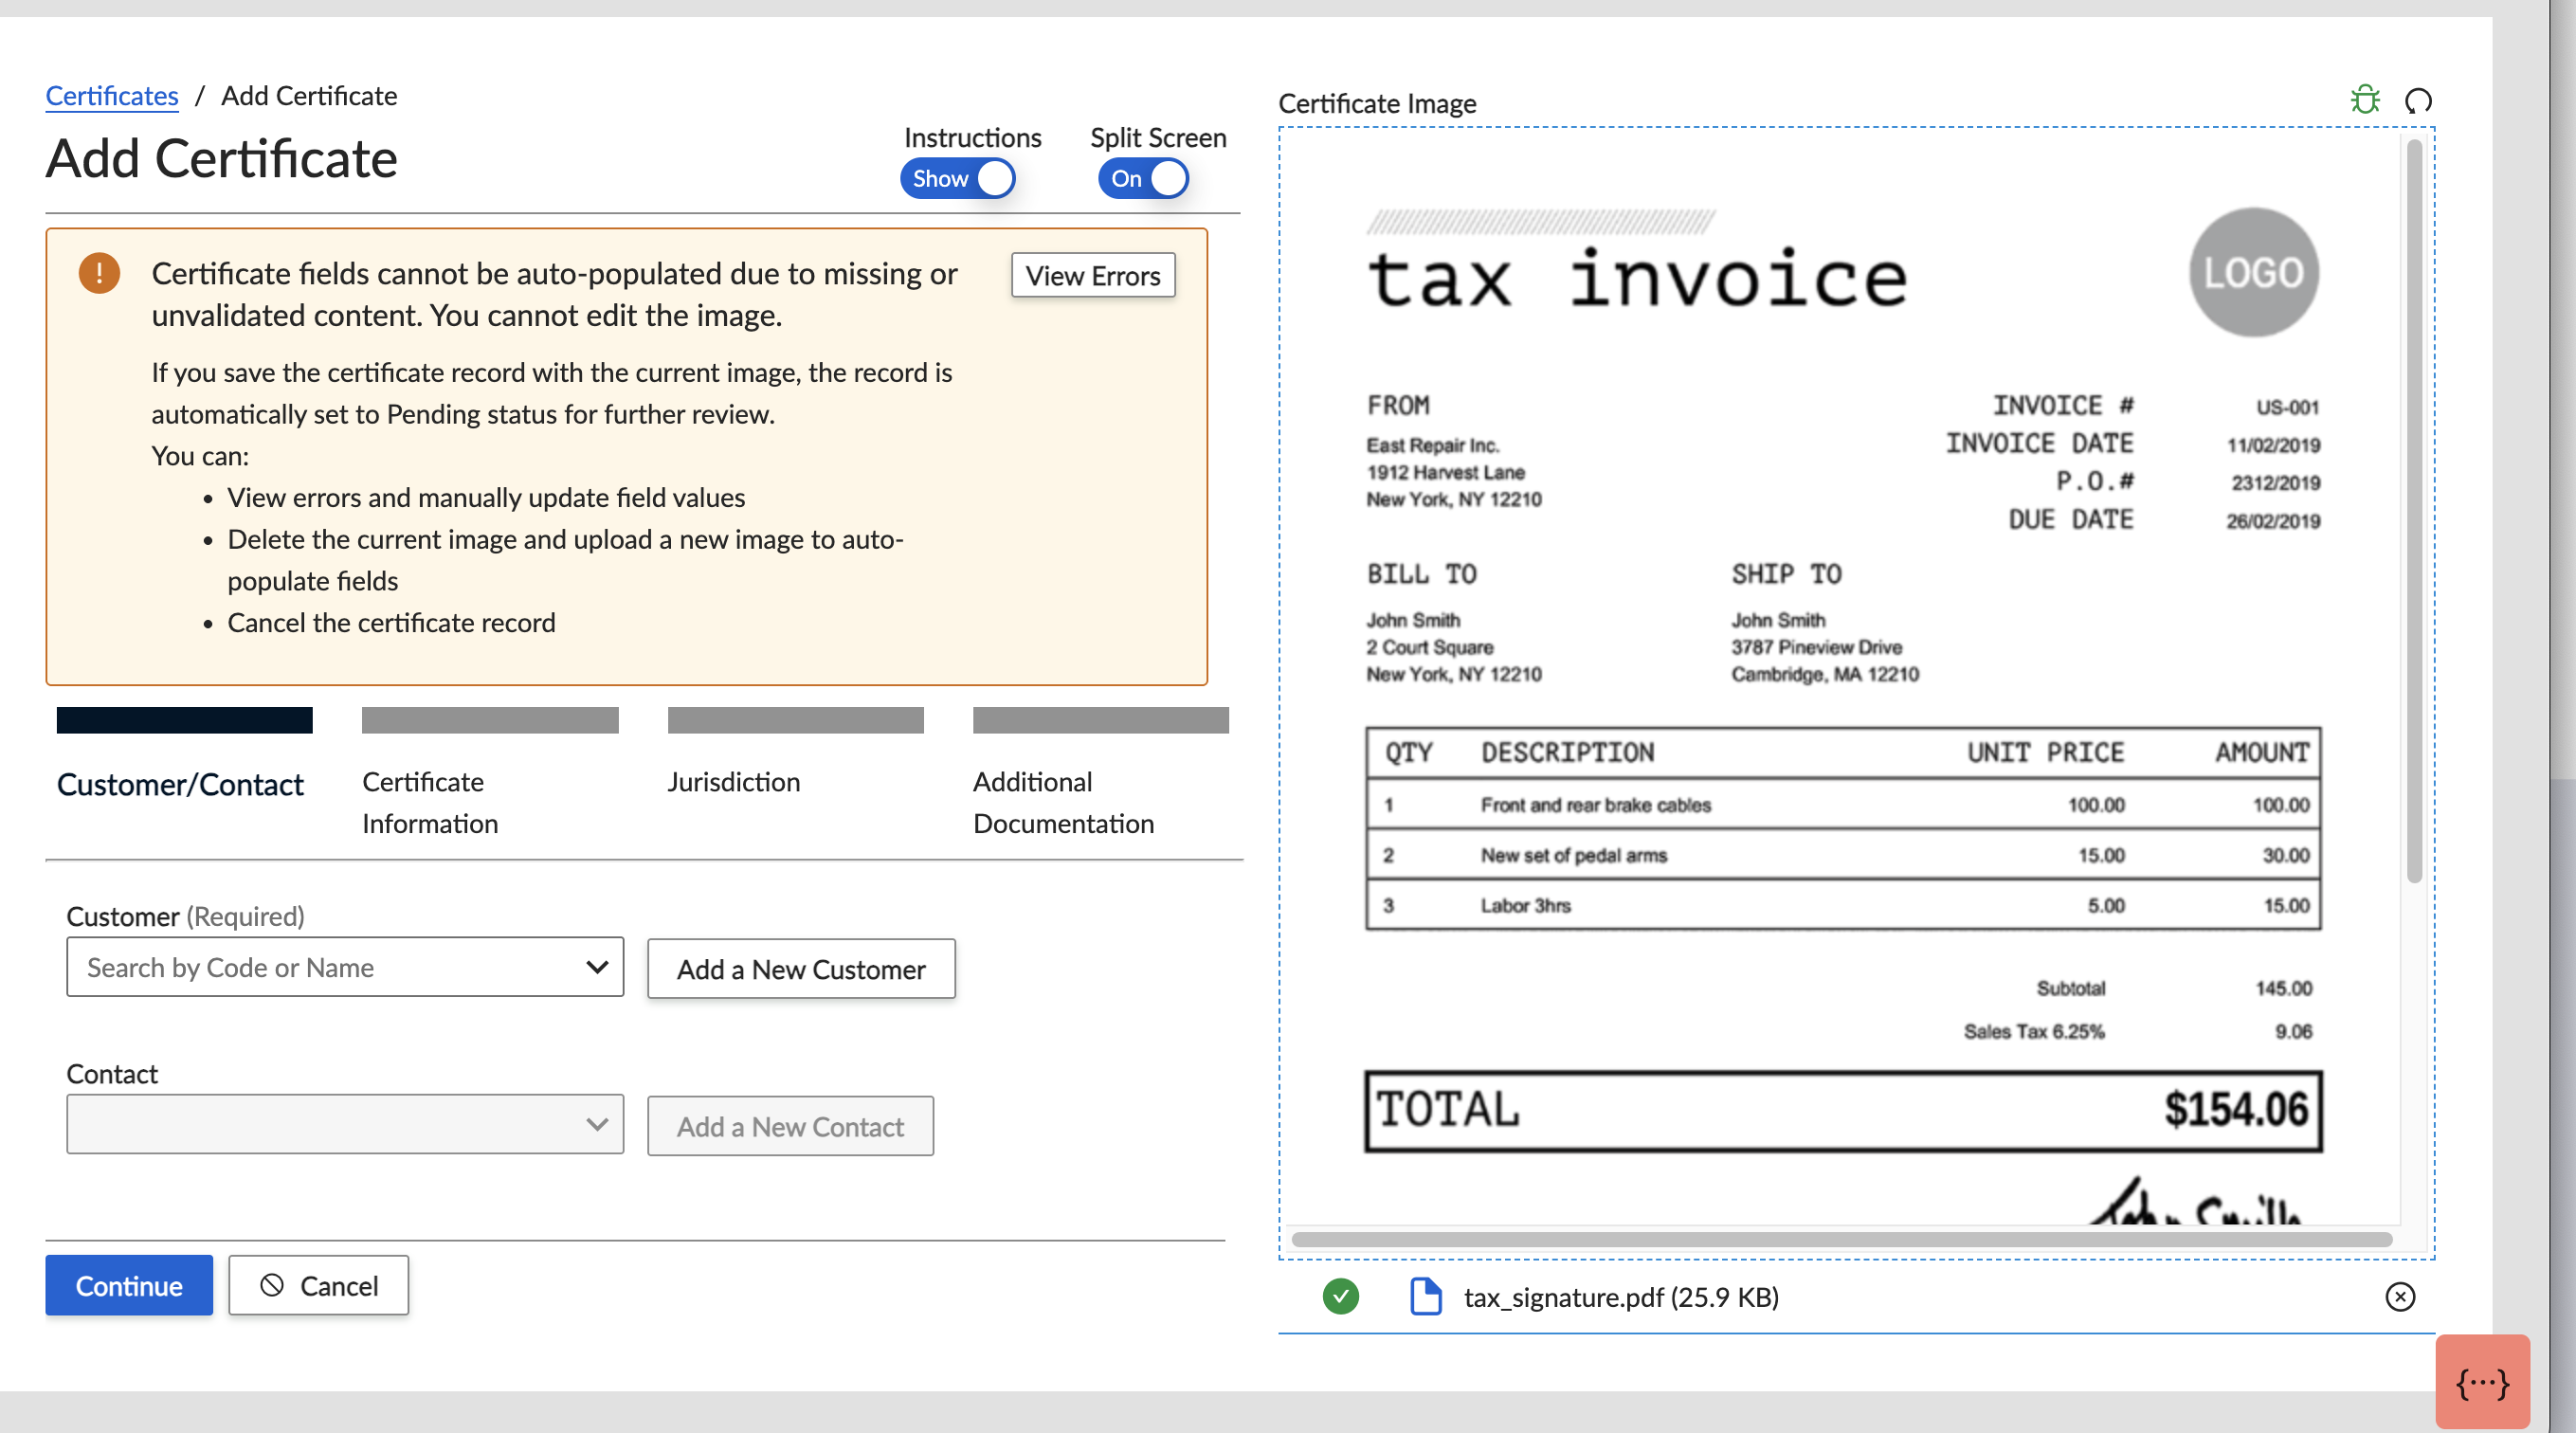 Certificates / Add Certificate
Add Certificate
Instructions
Show
Split Screen
On
Certificate fields cannot be auto-populated due to missing or
unvalidated content. You cannot edit the image.
View Errors
If you save the certificate record with the current image, the record is
automatically set to Pending status for further review.
You can:
• View errors and manually update field values
• Delete the current image and upload a new image to auto-
populate fields
• Cancel the certificate record
Customer/Contact
Certificate
Information
Jurisdiction
Additional
Documentation
Customer (Required)
Search by Code or Name
Add a New Customer
Contact
Add a New Contact
Continue
Cancel
Certificate Image
tax invoice
LOGO
FROM
East Repair Inc.
1912 Harvest Lane
New York, NY 12210
INVOICE # US-001
INVOICE DATE 11/02/2019
P.O.# 2312/2019
DUE DATE 26/02/2019
BILL TO
John Smith
2 Court Square
New York, NY 12210
SHIP TO
John Smith
3787 Pineview Drive
Cambridge, MA 12210
QTY DESCRIPTION UNIT PRICE AMOUNT
1 Front and rear brake cables 100.00 100.00
2 New set of pedal arms 15.00 30.00
3 Labor 3hrs 5.00 15.00
Subtotal 145.00
Sales Tax 6.25% 9.06
TOTAL $154.06
John Smith
tax_signature.pdf (25.9 KB)
{···}